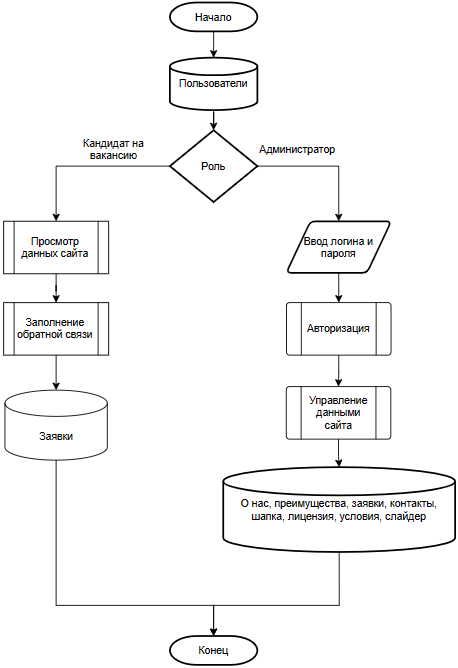 Начало
Пользователи
Кандидат на
вакансию
Администратор
Роль
Просмотр
данных сайта
Ввод логина и
пароля
Заполнение
обратной связи
Авторизация
Заявки
Управление
данными
сайта
О нас, преимущества, заявки, контакты,
шапка, лицензия, условия, слайдер
Конец